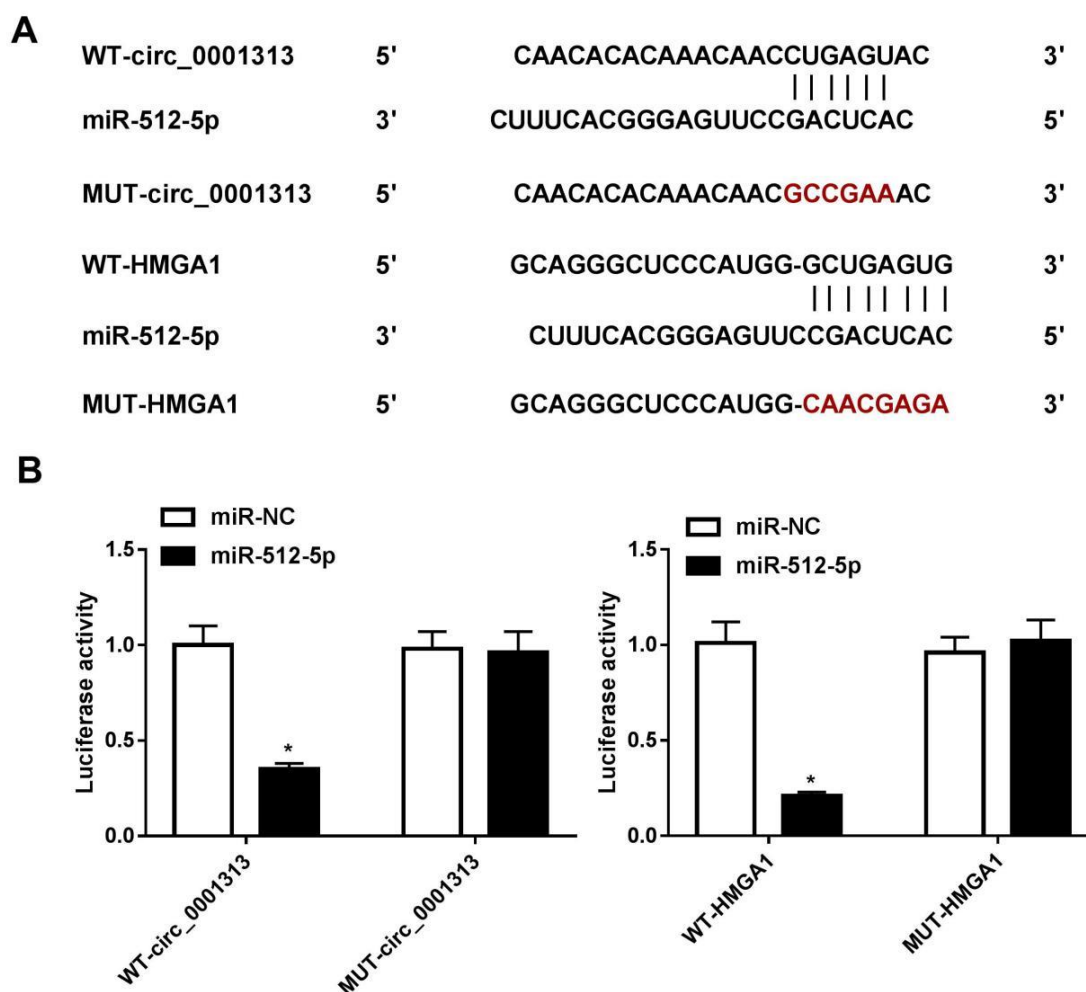 A
WT-circ_0001313 5' CAACACACAAACAACCUGAGUAC 3'
miR-512-5p 3' CUUUCACGGGAGUUCCGACUCAC 5'
MUT-circ_0001313 5' CAACACACAAACAACGCCGAAAC 3'
WT-HMGA1 5' GCAGGGCUCCCAUGG-GCUGAGUG 3'
miR-512-5p 3' CUUUCACGGGAGUUCCGACUCAC 5'
MUT-HMGA1 5' GCAGGGCUCCCAUGG-CAACGAGA 3'
B
miR-NC
miR-512-5p
Luciferase activity
1.5
1.0
0.5
0.0
*
WT-circ_0001313
MUT-circ_0001313
miR-NC
miR-512-5p
Luciferase activity
1.5
1.0
0.5
0.0
*
WT-HMGA1
MUT-HMGA1